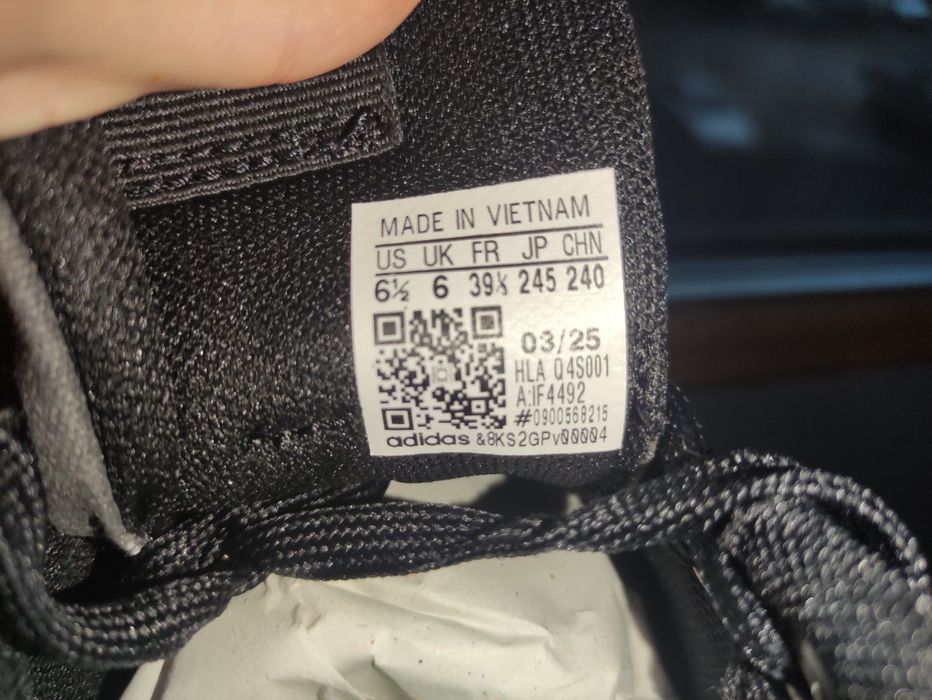 MADE IN VIETNAM
US UK FR JP CHN
6½ 6 39⅓ 245 240
03/25
HLA Q4S001
A:IF4492
#0900568215
adidas &8KS2GPv00004